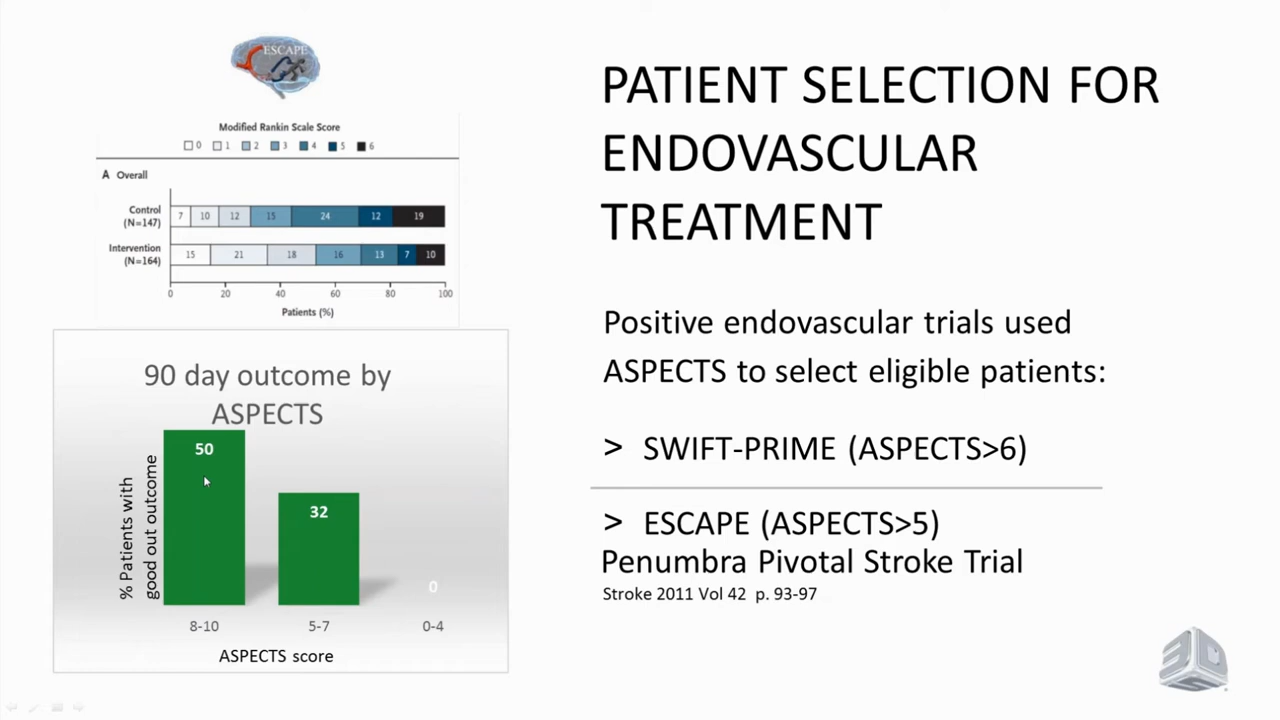 ESCAPE
Modified Rankin Scale Score
0 1 2 3 4 5 6
A Overall
Control
(N=147)
7 10 12 15 24 12 19
Intervention
(N=164)
15 21 18 16 13 7 10
0 20 40 60 80 100
Patients (%)
90 day outcome by
ASPECTS
% Patients with
good out outcome
50
32
0
8-10 5-7 0-4
ASPECTS score
PATIENT SELECTION FOR
ENDOVASCULAR
TREATMENT
Positive endovascular trials used
ASPECTS to select eligible patients:
> SWIFT-PRIME (ASPECTS>6)
> ESCAPE (ASPECTS>5)
Penumbra Pivotal Stroke Trial
Stroke 2011 Vol 42 p. 93-97